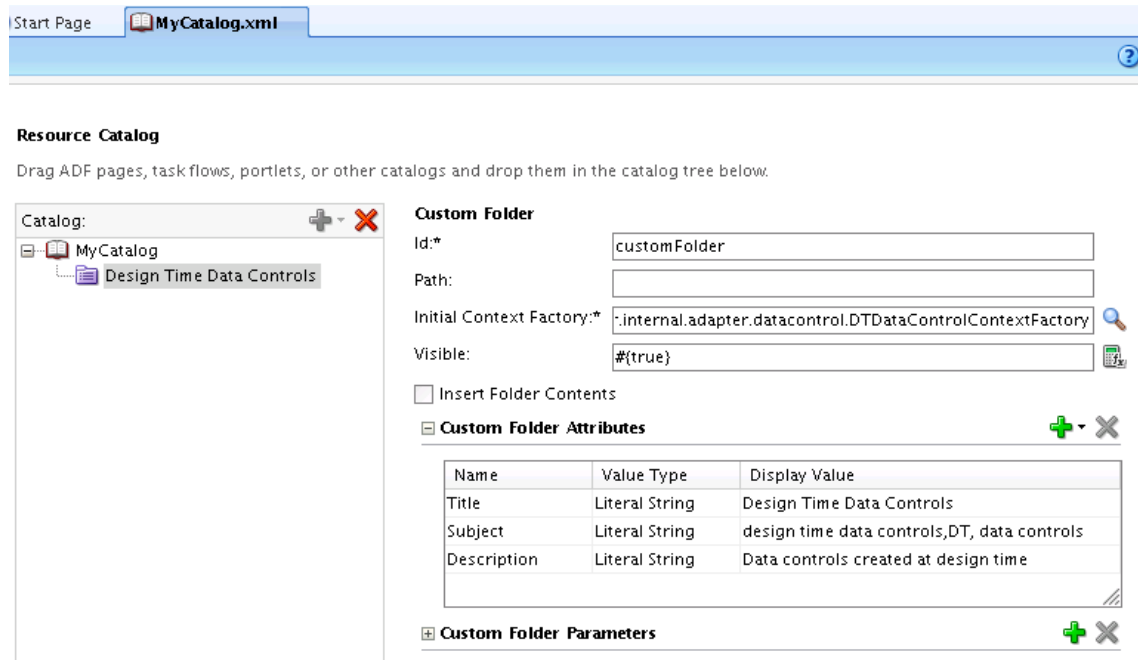 Start Page MyCatalog.xml
?
Resource Catalog
Drag ADF pages, task flows, portlets, or other catalogs and drop them in the catalog tree below.
Catalog:
MyCatalog
Design Time Data Controls
Custom Folder
Id:* customFolder
Path:
Initial Context Factory:* r.internal.adapter.datacontrol.DTDataControlContextFactory
Visible: #{true}
Insert Folder Contents
Custom Folder Attributes
Name Value Type Display Value
Title Literal String Design Time Data Controls
Subject Literal String design time data controls,DT, data controls
Description Literal String Data controls created at design time
Custom Folder Parameters